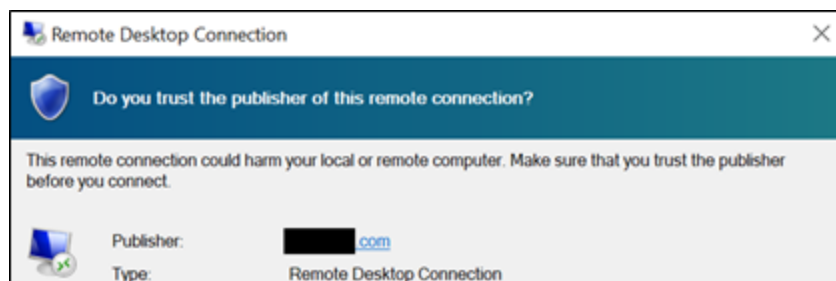 Remote Desktop Connection
Do you trust the publisher of this remote connection?
This remote connection could harm your local or remote computer. Make sure that you trust the publisher
before you connect.
Publisher: .com
Type: Remote Desktop Connection